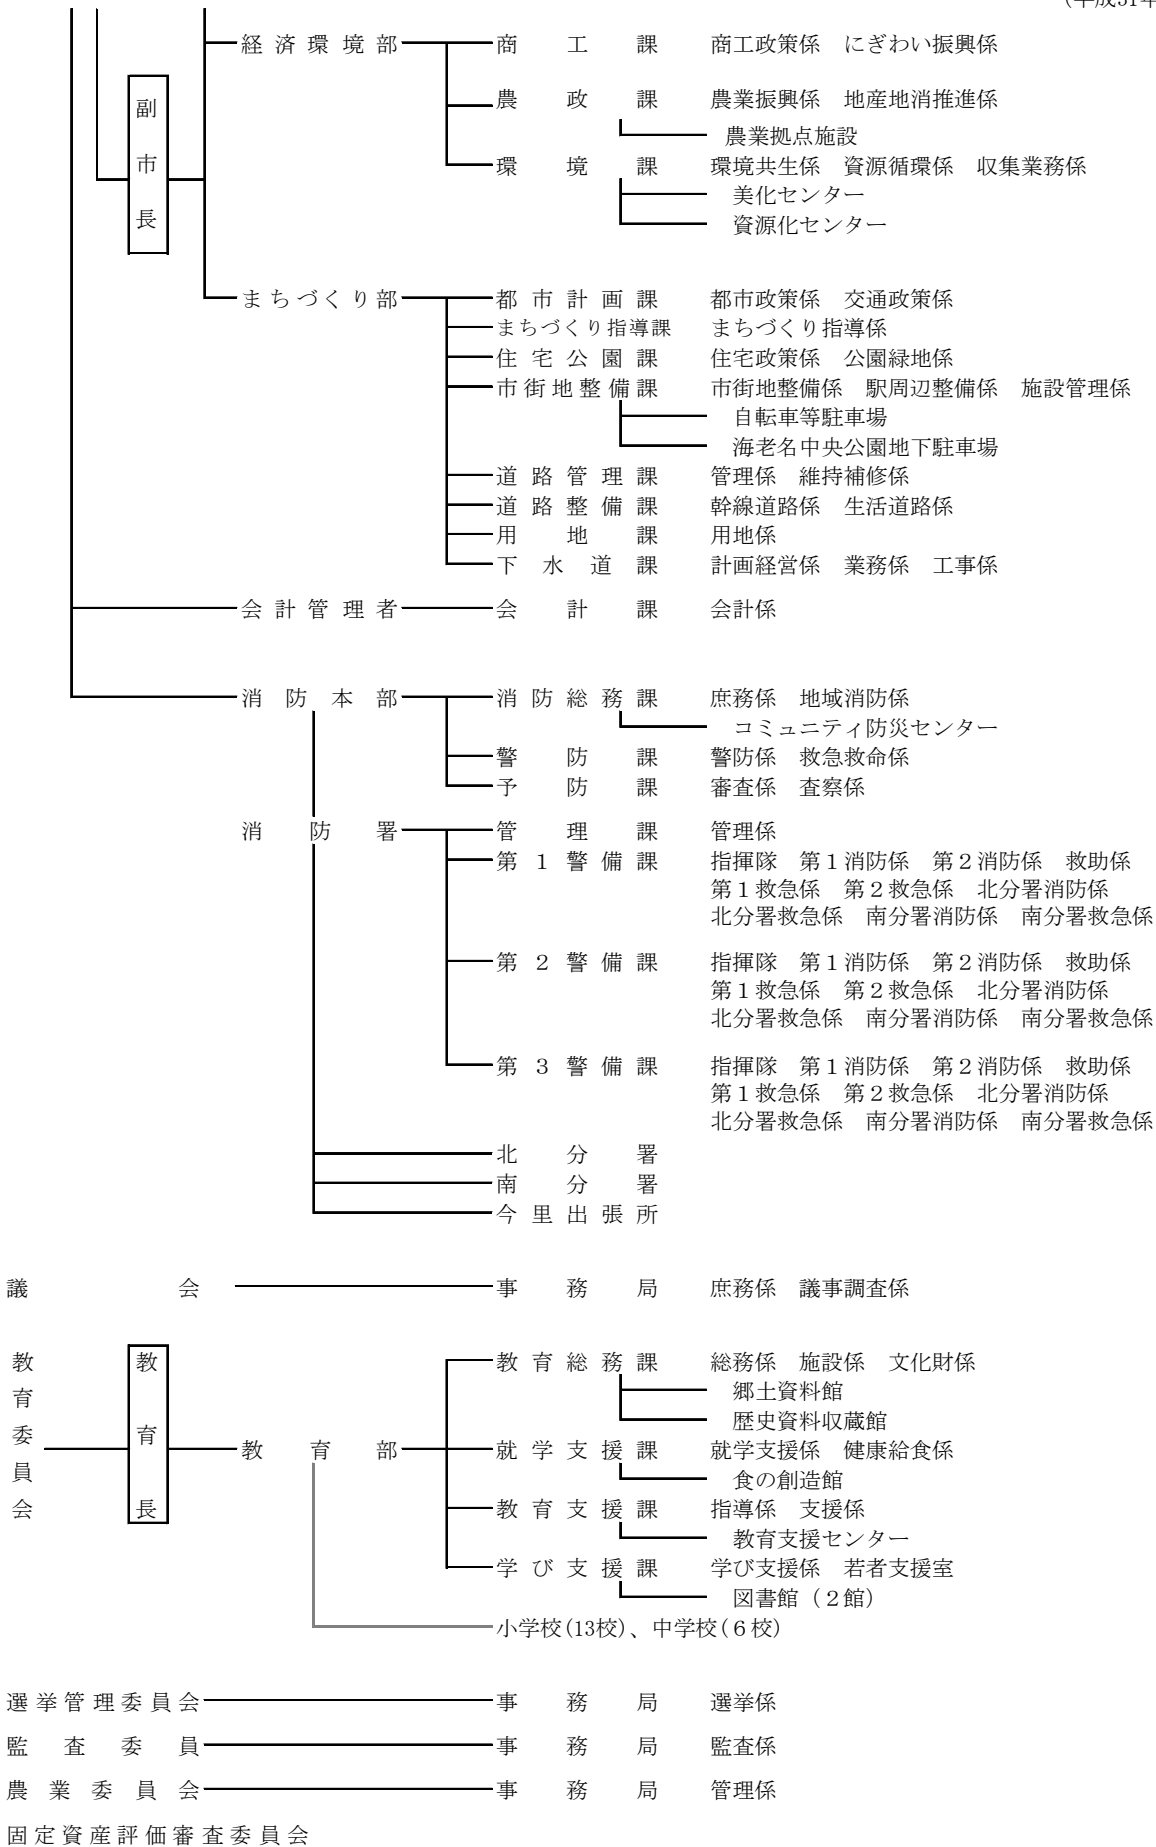 (平成31年
経済環境部 商工課 商工政策係 にぎわい振興係
副市長
農政課 農業振興係 地産地消推進係
農業拠点施設
環境課 環境共生係 資源循環係 収集業務係
美化センター
資源化センター
まちづくり部 都市計画課 都市政策係 交通政策係
まちづくり指導課 まちづくり指導係
住宅公園課 住宅政策係 公園緑地係
市街地整備課 市街地整備係 駅周辺整備係 施設管理係
自転車等駐車場
海老名中央公園地下駐車場
道路管理課 管理係 維持補修係
道路整備課 幹線道路係 生活道路係
用地課 用地係
下水道課 計画経営係 業務係 工事係
会計管理者 会計課 会計係
消防本部 消防総務課 庶務係 地域消防係
コミュニティ防災センター
警防課 警防係 救急救命係
予防課 審査係 査察係
消防署 管理課 管理係
第1警備課 指揮隊 第1消防係 第2消防係 救助係
第1救急係 第2救急係 北分署消防係
北分署救急係 南分署消防係 南分署救急係
第2警備課 指揮隊 第1消防係 第2消防係 救助係
第1救急係 第2救急係 北分署消防係
北分署救急係 南分署消防係 南分署救急係
第3警備課 指揮隊 第1消防係 第2消防係 救助係
第1救急係 第2救急係 北分署消防係
北分署救急係 南分署消防係 南分署救急係
北分署
南分署
今里出張所
議会 事務局 庶務係 議事調査係
教育委員会
教育長
教育総務課 総務係 施設係 文化財係
郷土資料館
歴史資料収蔵館
教育部 就学支援課 就学支援係 健康給食係
食の創造館
教育支援課 指導係 支援係
教育支援センター
学び支援課 学び支援係 若者支援室
図書館（2館）
小学校(13校)、中学校(6校)
選挙管理委員会 事務局 選挙係
監査委員 事務局 監査係
農業委員会 事務局 管理係
固定資産評価審査委員会